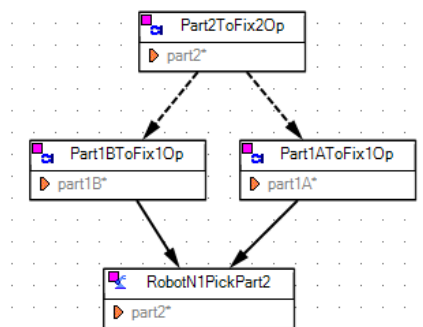 Part2ToFix2Op
part2*
Part1BToFix1Op
part1B*
Part1AToFix1Op
part1A*
RobotN1PickPart2
part2*